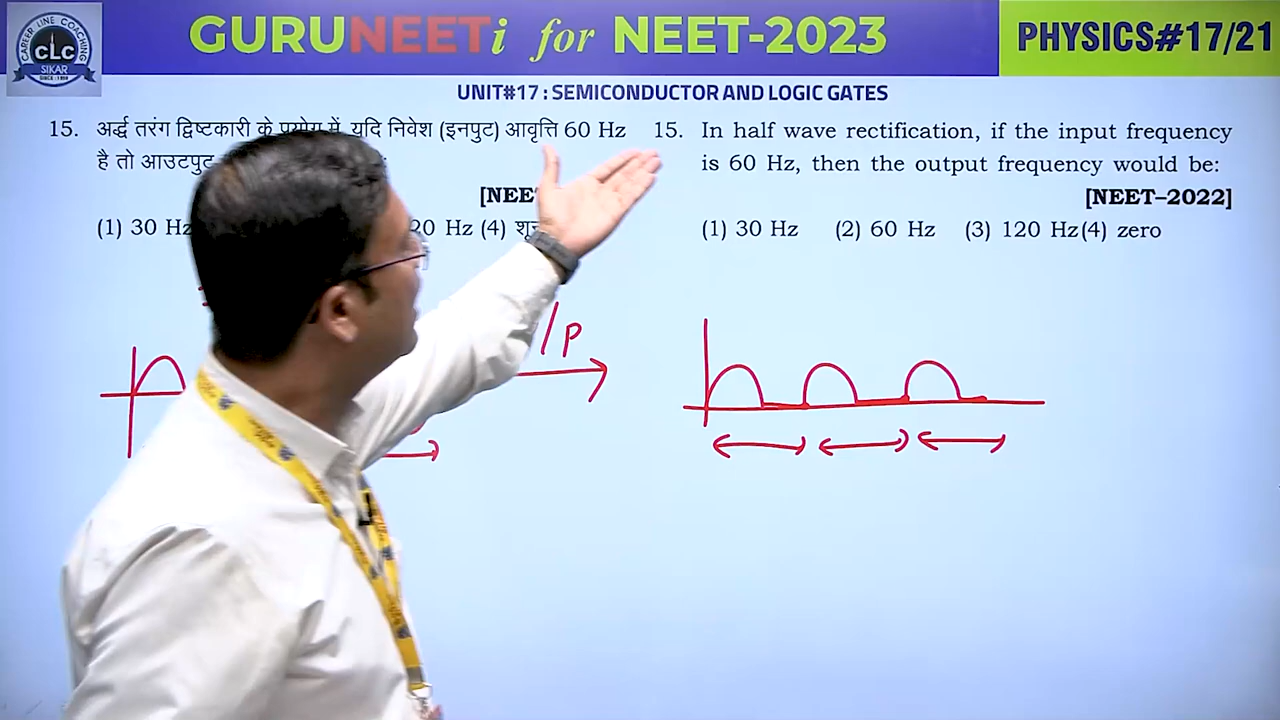 GURUNEETi for NEET-2023
PHYSICS#17/21
CAREER LINE COACHING
CLC
SIKAR
SINCE-1996
UNIT#17 : SEMICONDUCTOR AND LOGIC GATES
15. अर्द्ध तरंग द्विष्टकारी के प्रयोग में, यदि निवेश (इनपुट) आवृत्ति 60 Hz
है तो आउटपुट
(1) 30 Hz 20 Hz (4)
15. In half wave rectification, if the input frequency
is 60 Hz, then the output frequency would be:
[NEET–2022]
(1) 30 Hz (2) 60 Hz (3) 120 Hz(4) zero
/P